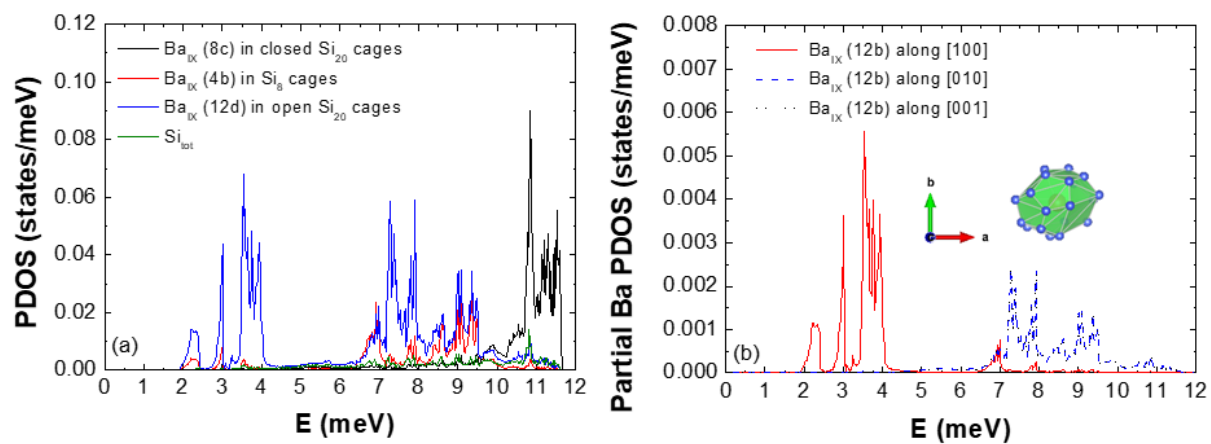 PDOS (states/meV)
0.12
0.10
0.08
0.06
0.04
0.02
0.00
Ba_IX (8c) in closed Si_20 cages
Ba_IX (4b) in Si_8 cages
Ba_IX (12d) in open Si_20 cages
Si_tot
(a)
0 1 2 3 4 5 6 7 8 9 10 11 12
E (meV)
Partial Ba PDOS (states/meV)
0.008
0.007
0.006
0.005
0.004
0.003
0.002
0.001
0.000
Ba_IX (12b) along [100]
Ba_IX (12b) along [010]
Ba_IX (12b) along [001]
b
a
(b)
0 1 2 3 4 5 6 7 8 9 10 11 12
E (meV)